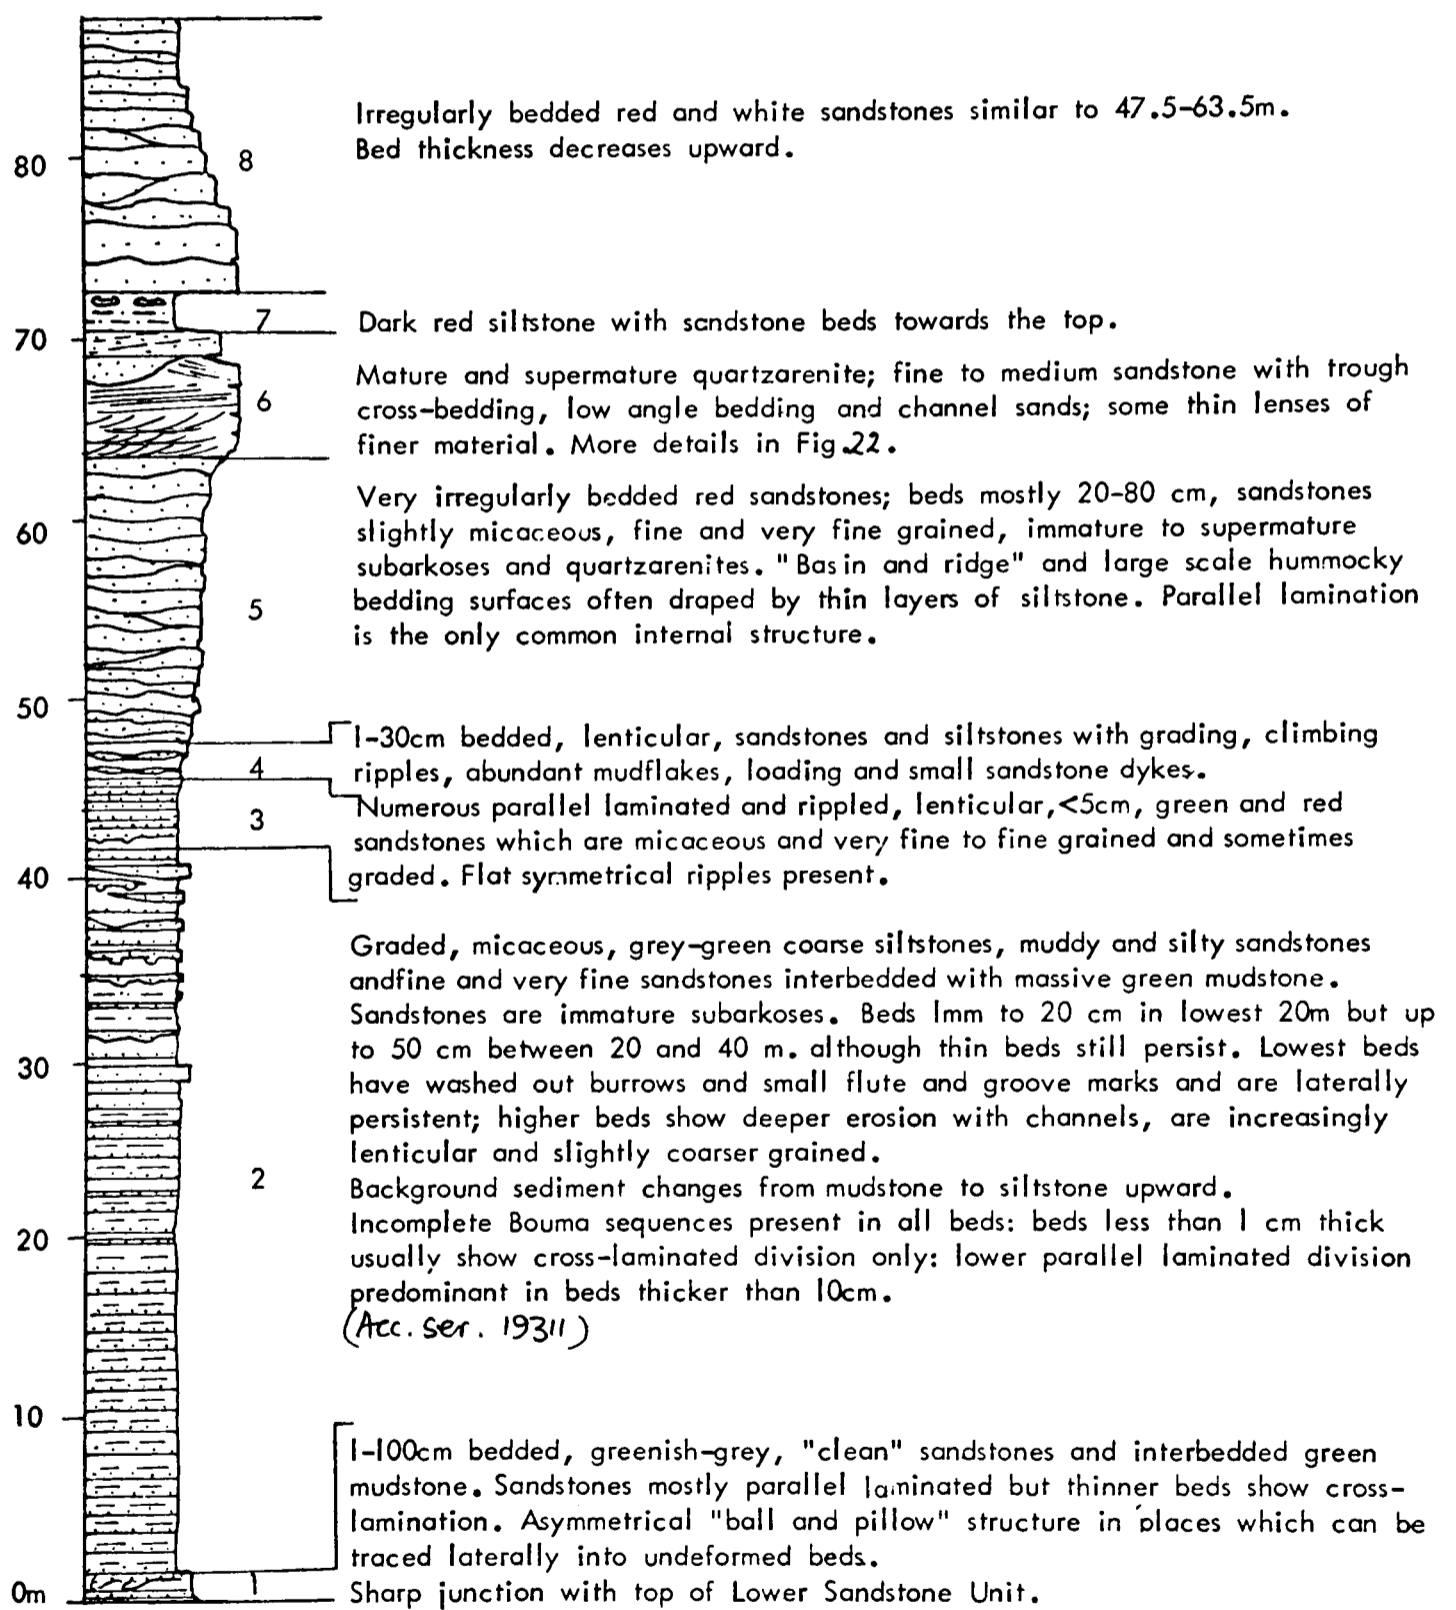 Irregularly bedded red and white sandstones similar to 47.5-63.5m.
Bed thickness decreases upward.
80
8
7
Dark red siltstone with sandstone beds towards the top.
70
Mature and supermature quartzarenite; fine to medium sandstone with trough
6
cross-bedding, low angle bedding and channel sands; some thin lenses of
finer material. More details in Fig.22.
Very irregularly bedded red sandstones; beds mostly 20-80 cm, sandstones
60
slightly micaceous, fine and very fine grained, immature to supermature
subarkoses and quartzarenites. "Basin and ridge" and large scale hummocky
5
bedding surfaces often draped by thin layers of siltstone. Parallel lamination
is the only common internal structure.
50
1-30cm bedded, lenticular, sandstones and siltstones with grading, climbing
4
ripples, abundant mudflakes, loading and small sandstone dykes.
Numerous parallel laminated and rippled, lenticular,<5cm, green and red
3
sandstones which are micaceous and very fine to fine grained and sometimes
40
graded. Flat symmetrical ripples present.
Graded, micaceous, grey-green coarse siltstones, muddy and silty sandstones
andfine and very fine sandstones interbedded with massive green mudstone.
Sandstones are immature subarkoses. Beds 1mm to 20 cm in lowest 20m but up
30
to 50 cm between 20 and 40 m. although thin beds still persist. Lowest beds
have washed out burrows and small flute and groove marks and are laterally
persistent; higher beds show deeper erosion with channels, are increasingly
lenticular and slightly coarser grained.
2
Background sediment changes from mudstone to siltstone upward.
20
Incomplete Bouma sequences present in all beds: beds less than 1 cm thick
usually show cross-laminated division only: lower parallel laminated division
predominant in beds thicker than 10cm.
(Acc. ser. 19311)
10
1-100cm bedded, greenish-grey, "clean" sandstones and interbedded green
mudstone. Sandstones mostly parallel laminated but thinner beds show cross-
lamination. Asymmetrical "ball and pillow" structure in places which can be
traced laterally into undeformed beds.
0m
1
Sharp junction with top of Lower Sandstone Unit.